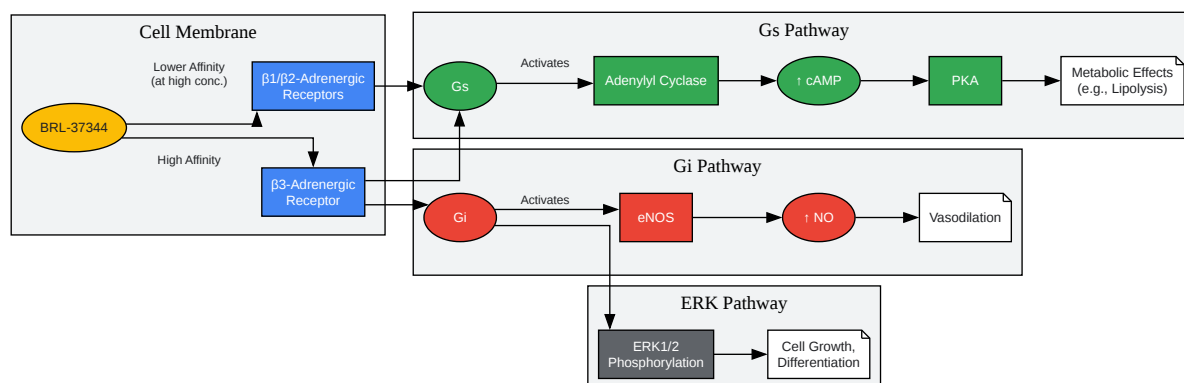 Cell Membrane
Lower Affinity
(at high conc.)
β1/β2-Adrenergic
Receptors
BRL-37344
High Affinity
β3-Adrenergic
Receptor
Gs Pathway
Gs
Activates
Adenylyl Cyclase
↑ cAMP
PKA
Metabolic Effects
(e.g., Lipolysis)
Gi Pathway
Gi
Activates
eNOS
↑ NO
Vasodilation
ERK Pathway
ERK1/2
Phosphorylation
Cell Growth,
Differentiation